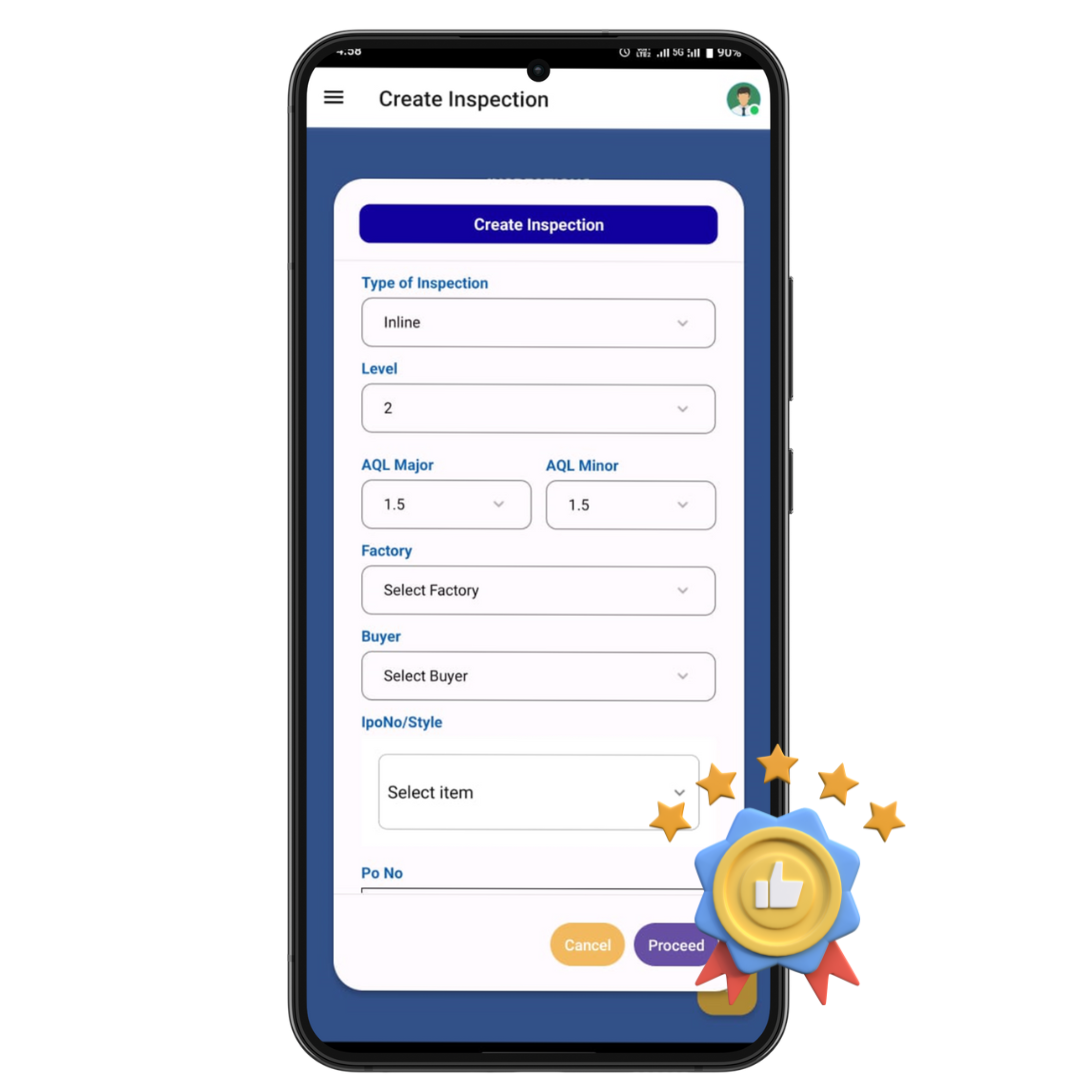 4:58 5G 90%
Create Inspection
Create Inspection
Type of Inspection
Inline
Level
2
AQL Major AQL Minor
1.5 1.5
Factory
Select Factory
Buyer
Select Buyer
IpoNo/Style
Select item
Po No
Cancel Proceed